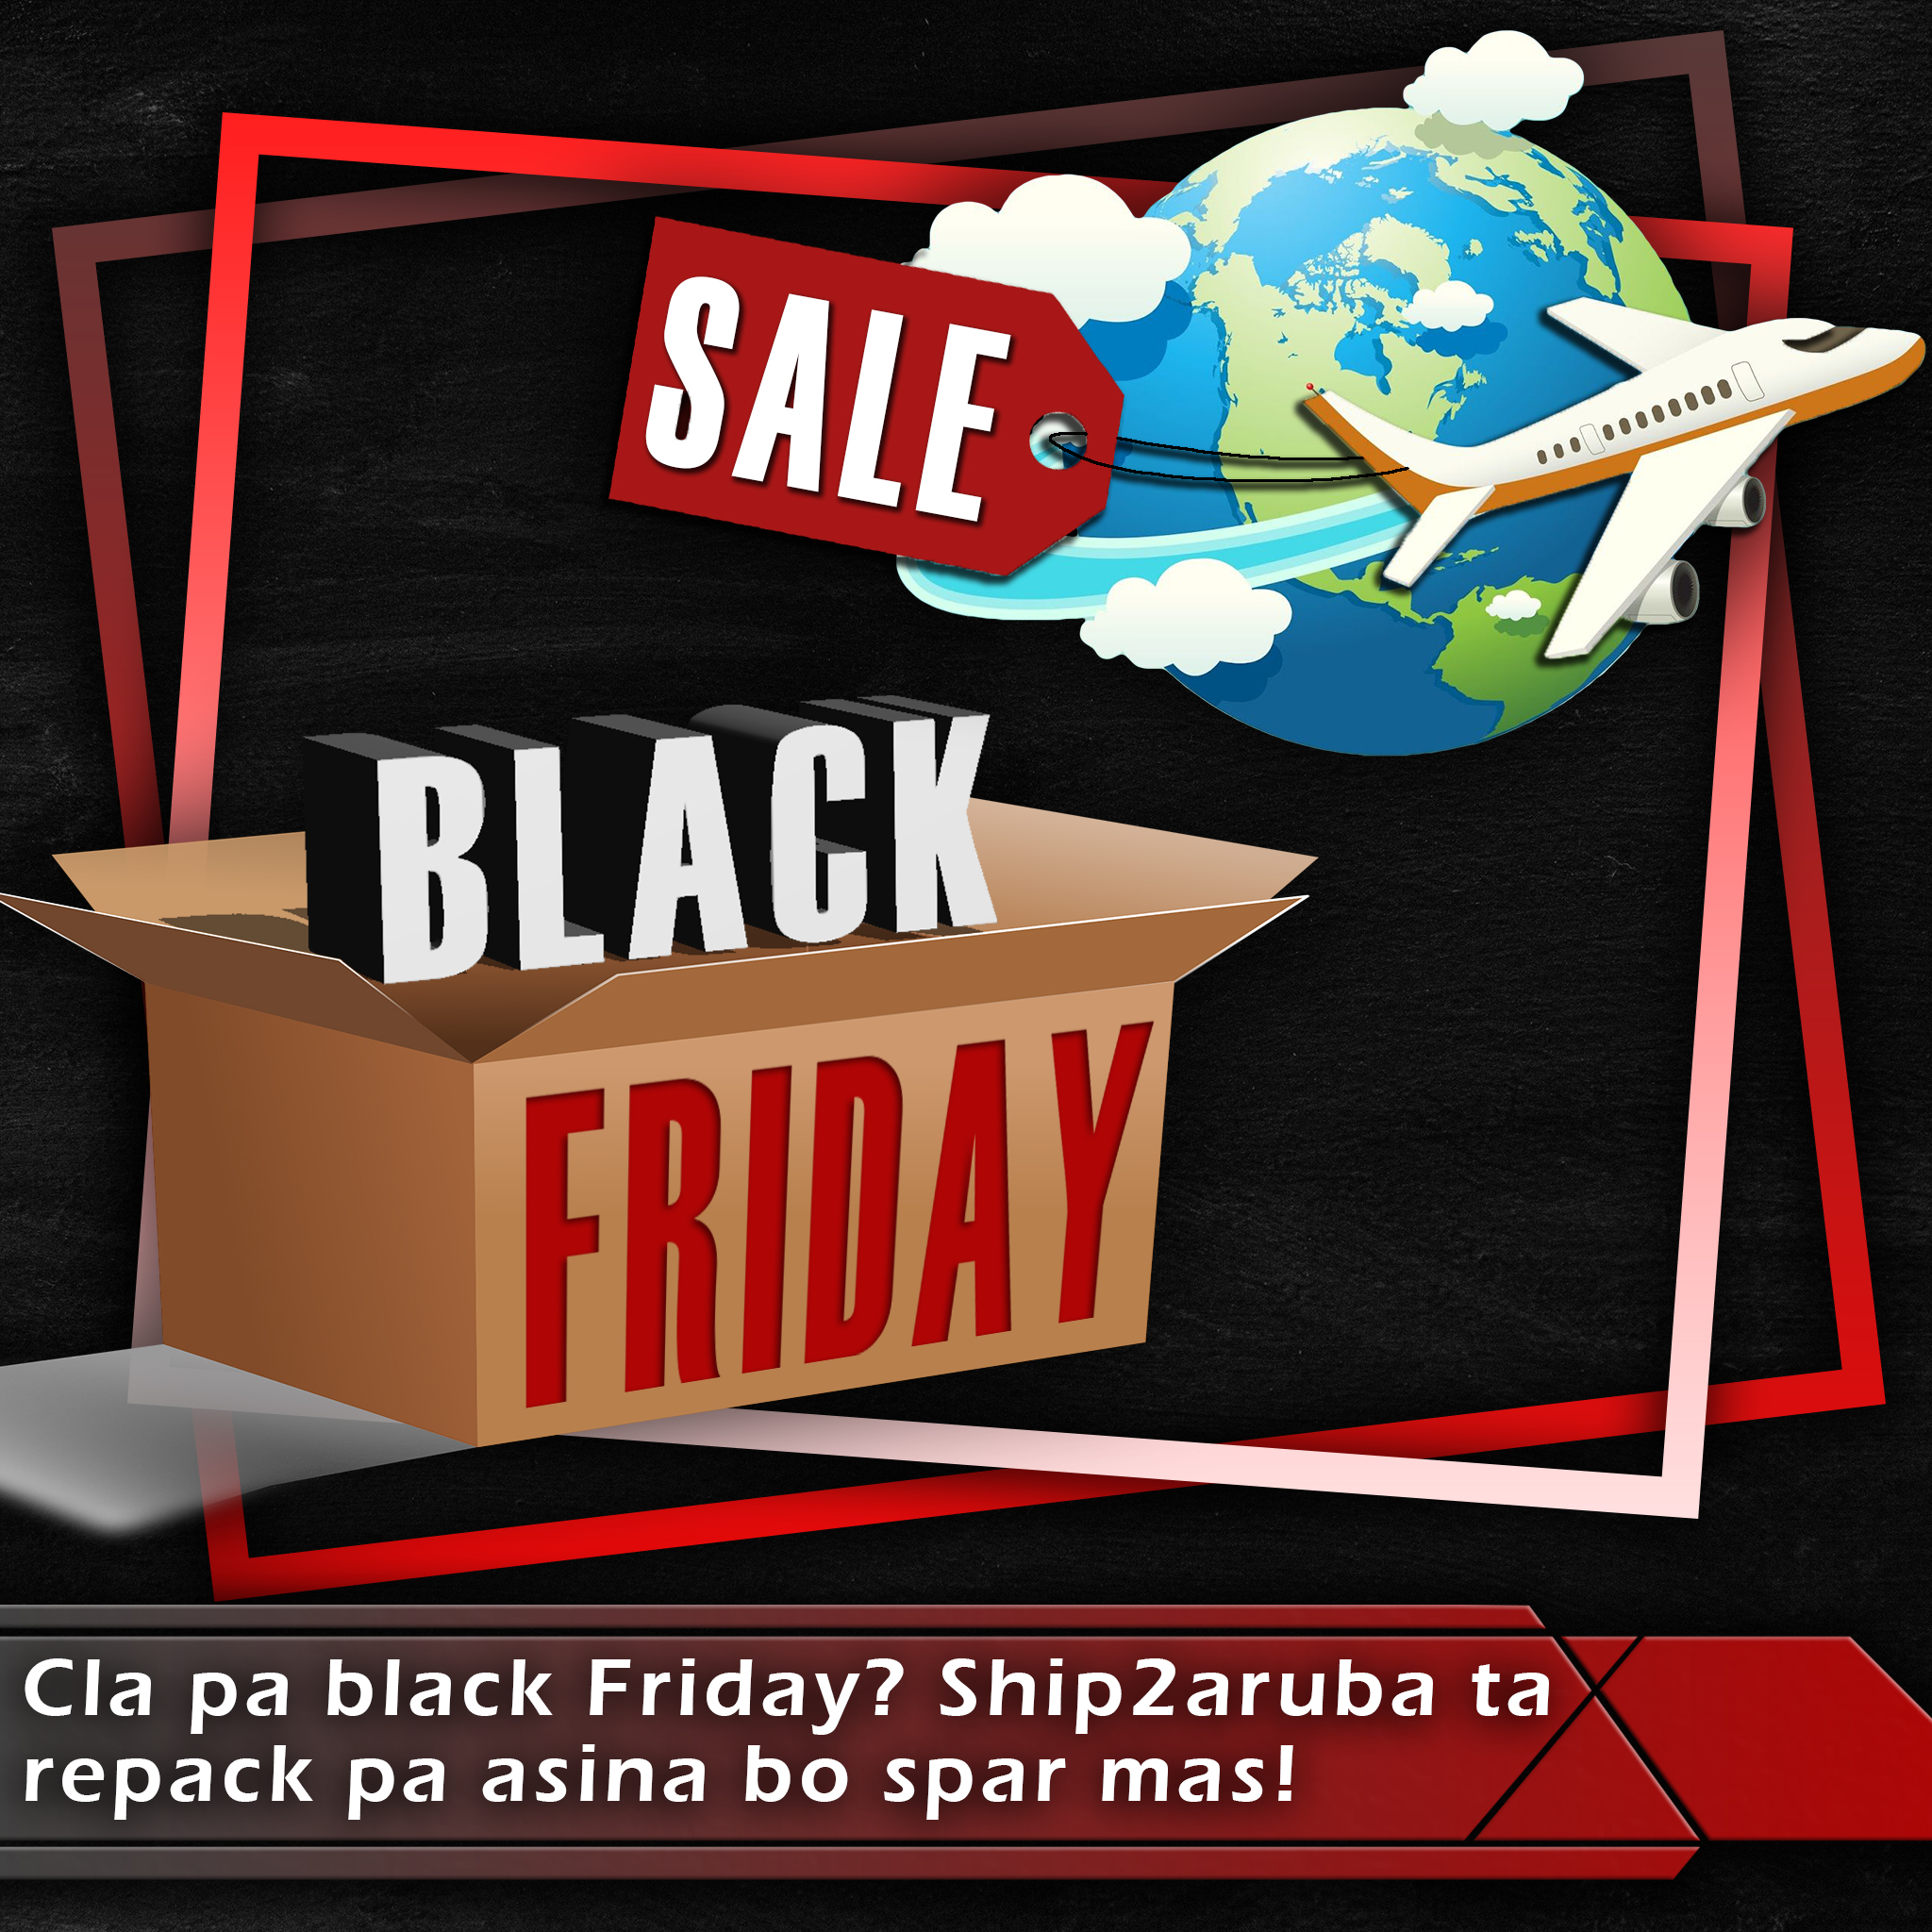 SALE
BLACK
FRIDAY
Cla pa black Friday? Ship2aruba ta
repack pa asina bo spar mas!